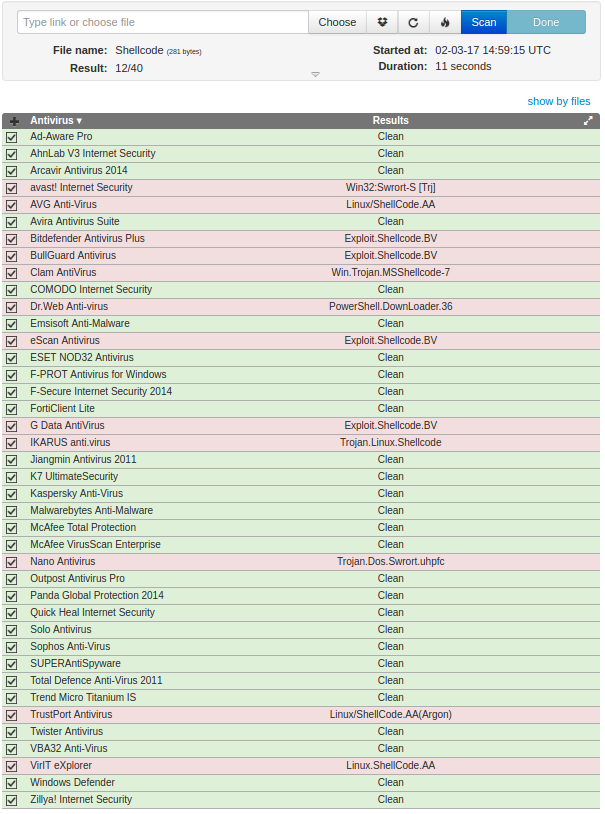 Type link or choose file Choose Scan Done
File name: Shellcode (281 bytes) Started at: 02-03-17 14:59:15 UTC
Result: 12/40 Duration: 11 seconds
show by files
Antivirus Results
Ad-Aware Pro Clean
AhnLab V3 Internet Security Clean
Arcavir Antivirus 2014 Clean
avast! Internet Security Win32:Swrort-S [Trj]
AVG Anti-Virus Linux/ShellCode.AA
Avira Antivirus Suite Clean
Bitdefender Antivirus Plus Exploit.Shellcode.BV
BullGuard Antivirus Exploit.Shellcode.BV
Clam AntiVirus Win.Trojan.MSShellcode-7
COMODO Internet Security Clean
Dr.Web Anti-virus PowerShell.DownLoader.36
Emsisoft Anti-Malware Clean
eScan Antivirus Exploit.Shellcode.BV
ESET NOD32 Antivirus Clean
F-PROT Antivirus for Windows Clean
F-Secure Internet Security 2014 Clean
FortiClient Lite Clean
G Data AntiVirus Exploit.Shellcode.BV
IKARUS anti.virus Trojan.Linux.Shellcode
Jiangmin Antivirus 2011 Clean
K7 UltimateSecurity Clean
Kaspersky Anti-Virus Clean
Malwarebytes Anti-Malware Clean
McAfee Total Protection Clean
McAfee VirusScan Enterprise Clean
Nano Antivirus Trojan.Dos.Swrort.uhpfc
Outpost Antivirus Pro Clean
Panda Global Protection 2014 Clean
Quick Heal Internet Security Clean
Solo Antivirus Clean
Sophos Anti-Virus Clean
SUPERAntiSpyware Clean
Total Defence Anti-Virus 2011 Clean
Trend Micro Titanium IS Clean
TrustPort Antivirus Linux/ShellCode.AA(Argon)
Twister Antivirus Clean
VBA32 Anti-Virus Clean
VirIT eXplorer Linux.ShellCode.AA
Windows Defender Clean
Zillya! Internet Security Clean